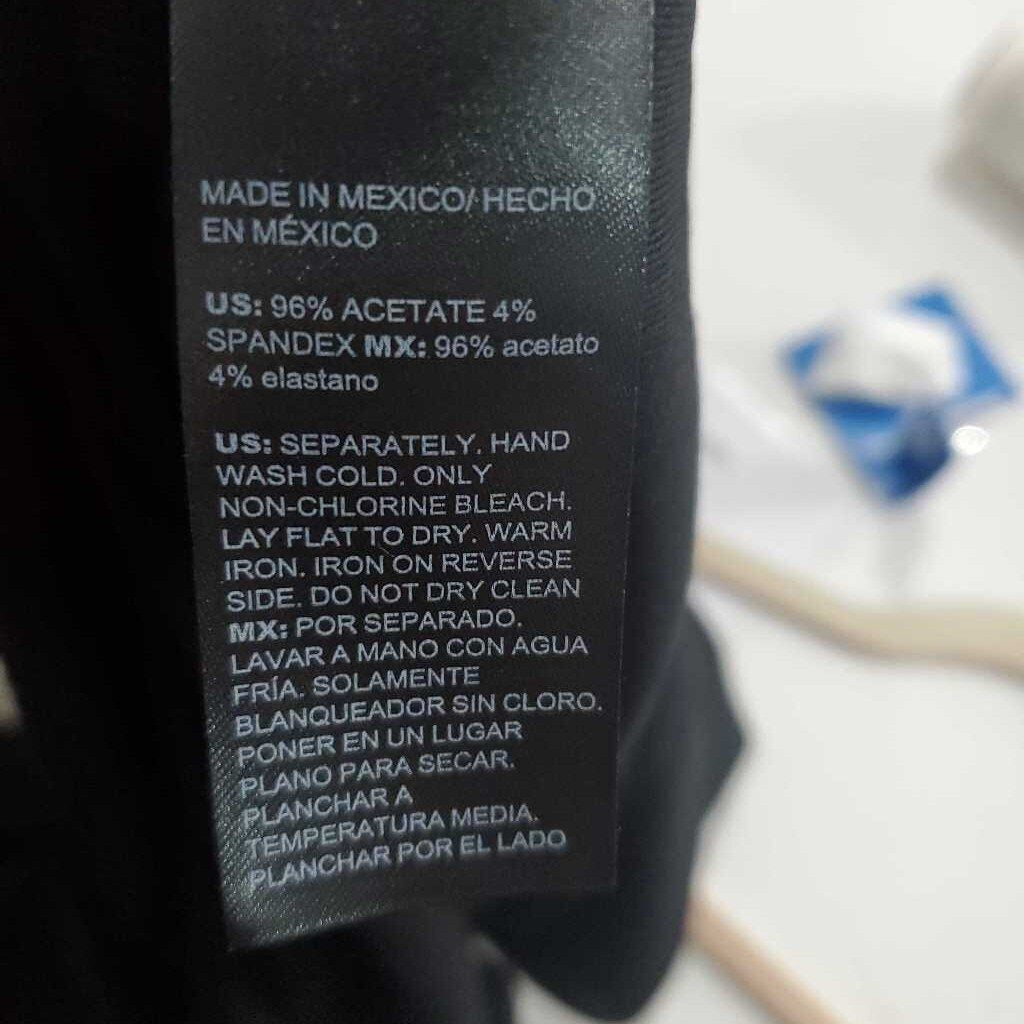 MADE IN MEXICO/ HECHO
EN MÉXICO
US: 96% ACETATE 4%
SPANDEX MX: 96% acetato
4% elastano
US: SEPARATELY. HAND
WASH COLD. ONLY
NON-CHLORINE BLEACH.
LAY FLAT TO DRY. WARM
IRON. IRON ON REVERSE
SIDE. DO NOT DRY CLEAN
MX: POR SEPARADO.
LAVAR A MANO CON AGUA
FRÍA. SOLAMENTE
BLANQUEADOR SIN CLORO.
PONER EN UN LUGAR
PLANO PARA SECAR.
PLANCHAR A
TEMPERATURA MEDIA.
PLANCHAR POR EL LADO